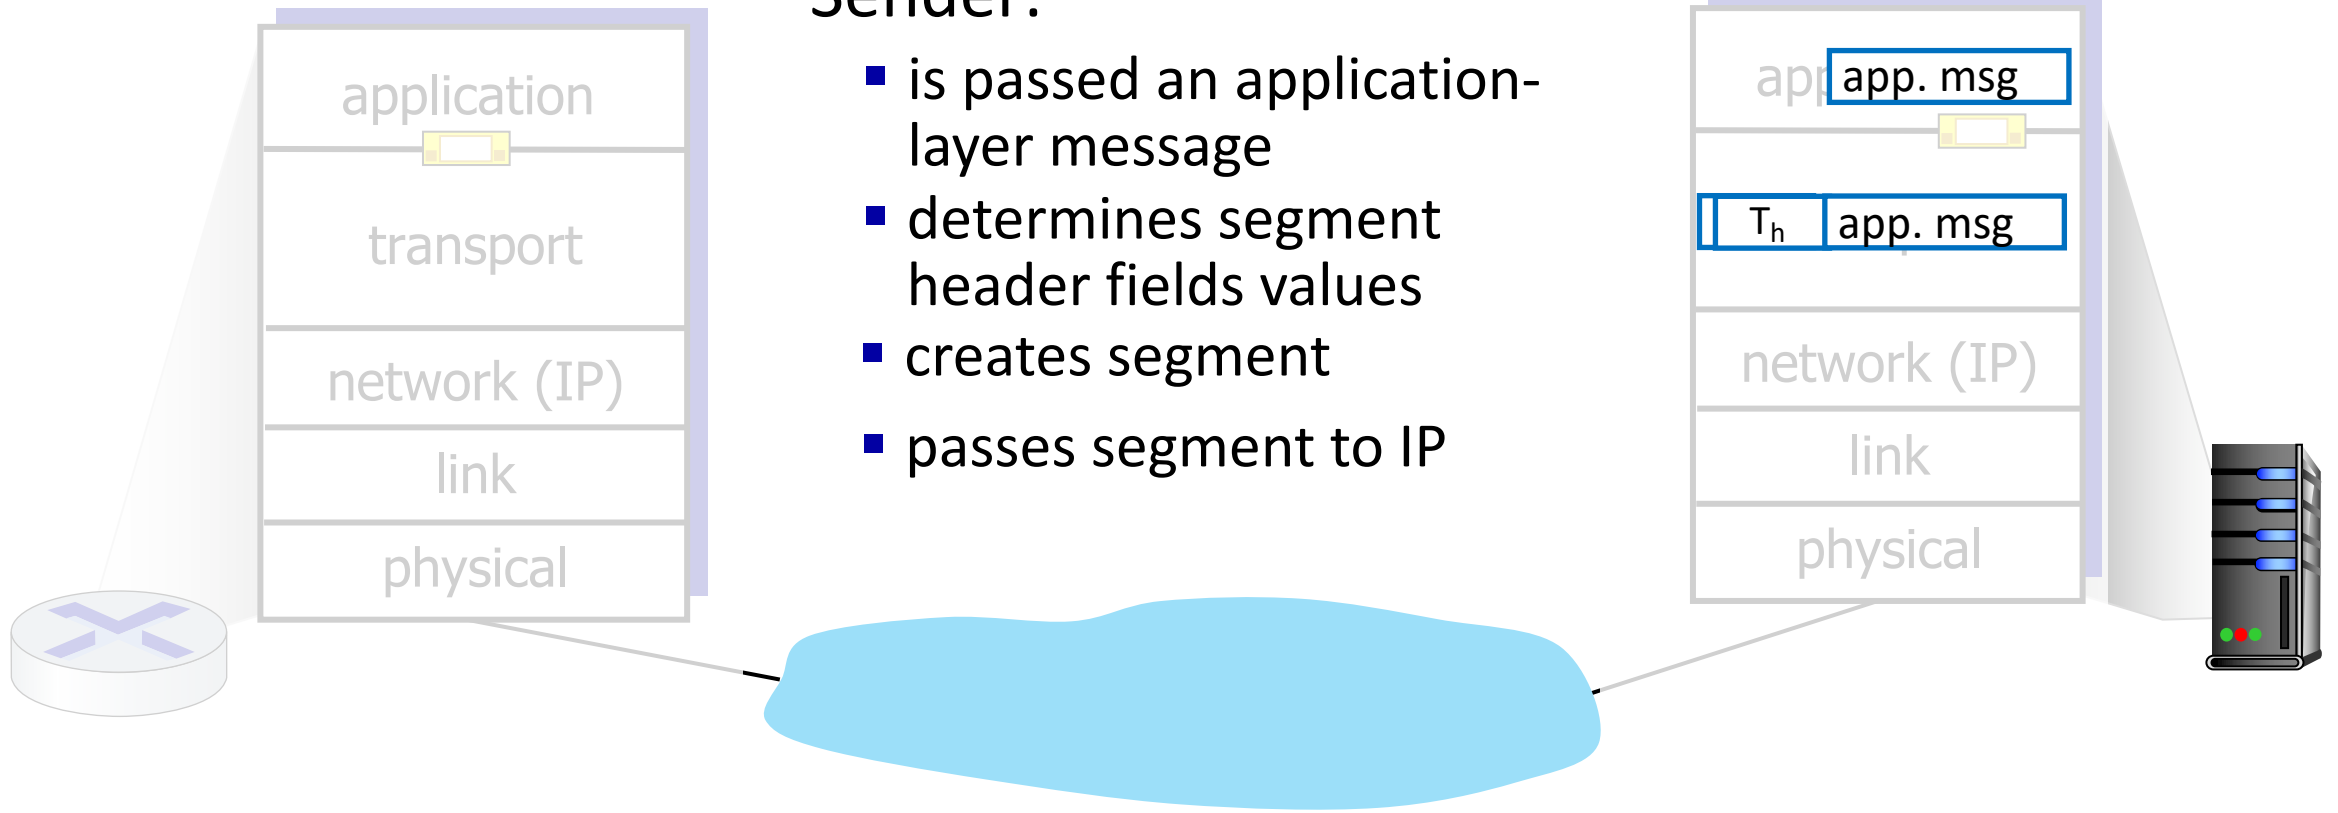 application
transport
network (IP)
link
physical
Sender:
is passed an application-
layer message
determines segment
header fields values
creates segment
passes segment to IP
app. msg
Th app. msg
network (IP)
link
physical